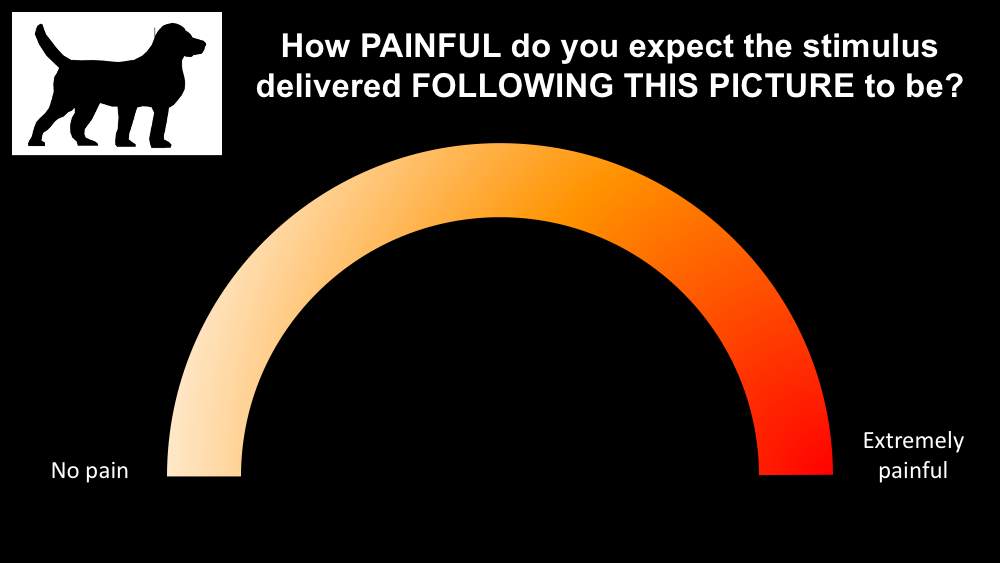 How PAINFUL do you expect the stimulus
delivered FOLLOWING THIS PICTURE to be?
No pain
Extremely
painful